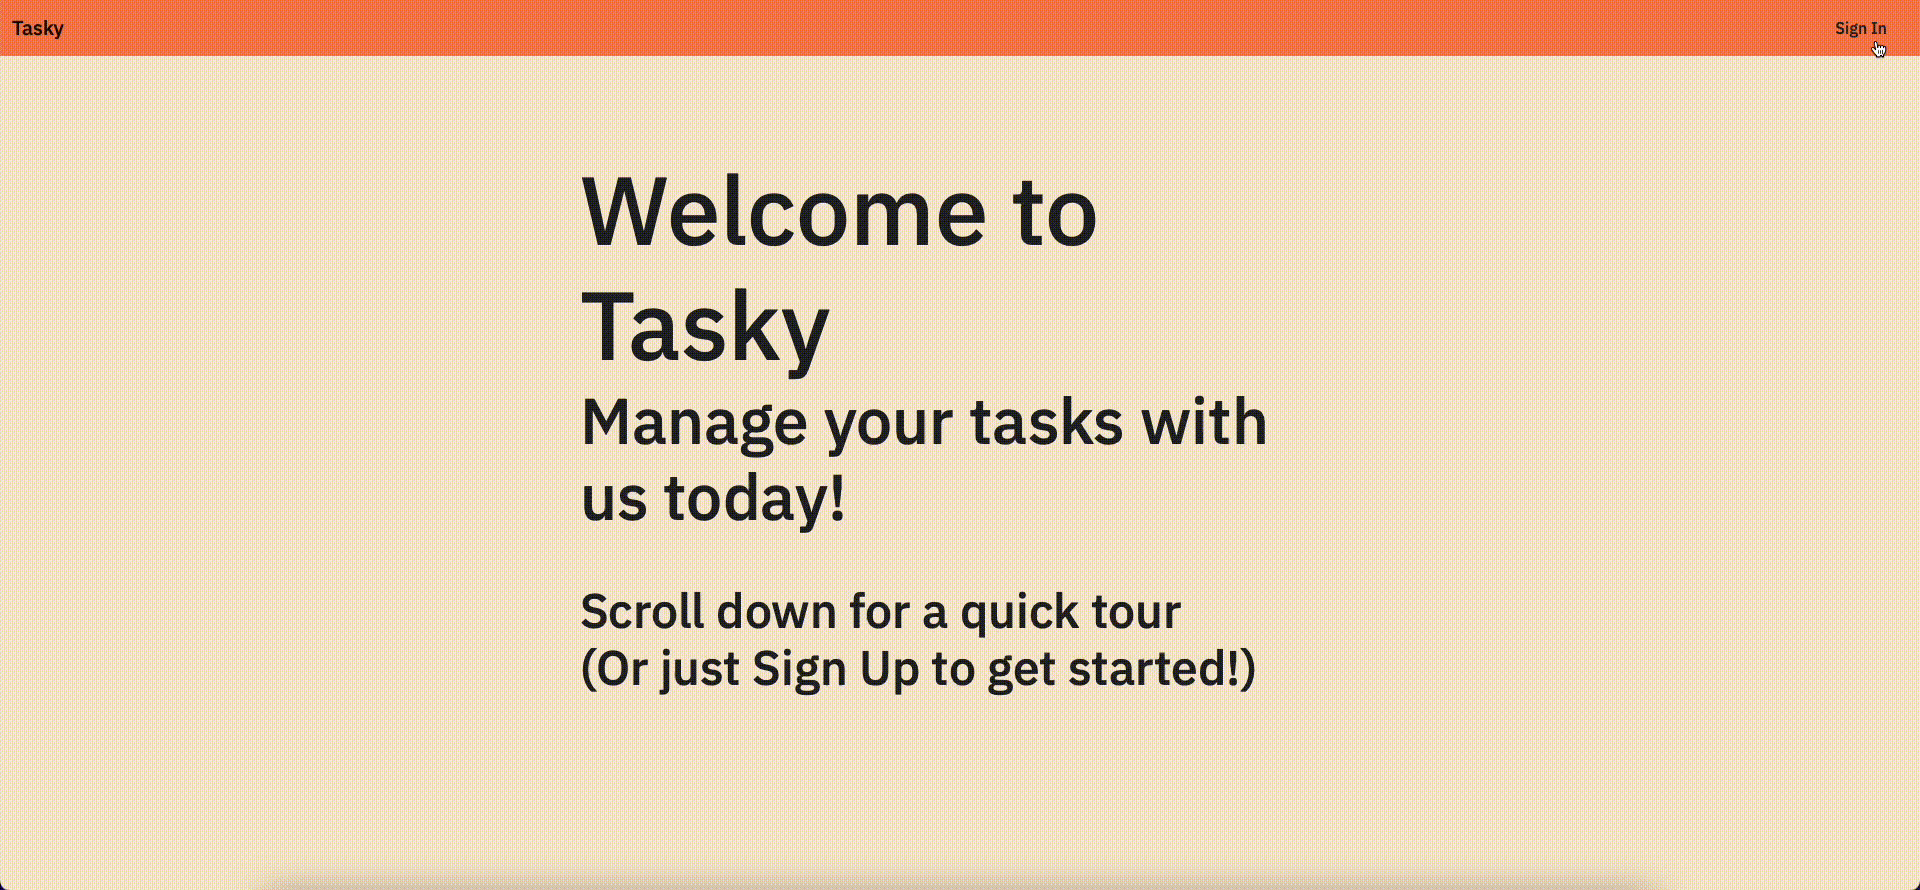 Tasky
Sign In
Welcome to
Tasky
Manage your tasks with
us today!
Scroll down for a quick tour
(Or just Sign Up to get started!)